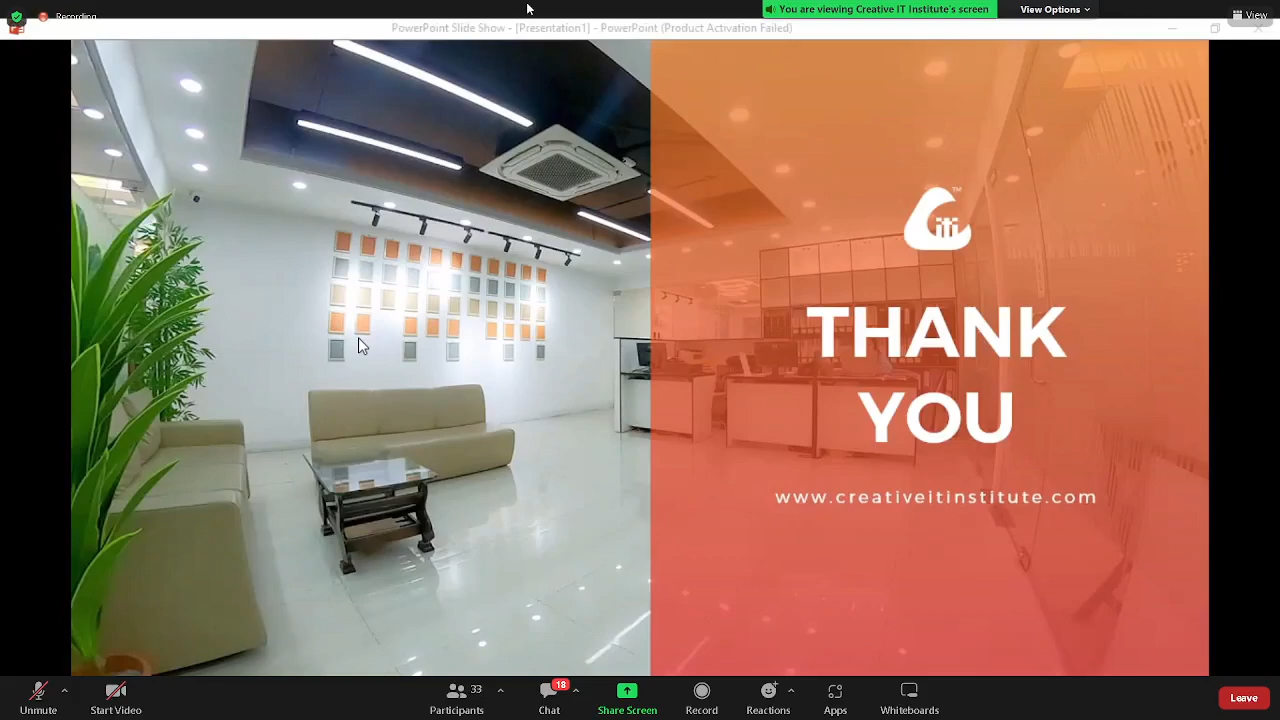 Recording
You are viewing Creative IT Institute's screen
View Options
View
PowerPoint Slide Show - [Presentation1] - PowerPoint (Product Activation Failed)
iti
TM
THANK
YOU
www.creativeitinstitute.com
Unmute
Start Video
Participants
33
Chat
18
Share Screen
Record
Reactions
Apps
Whiteboards
Leave